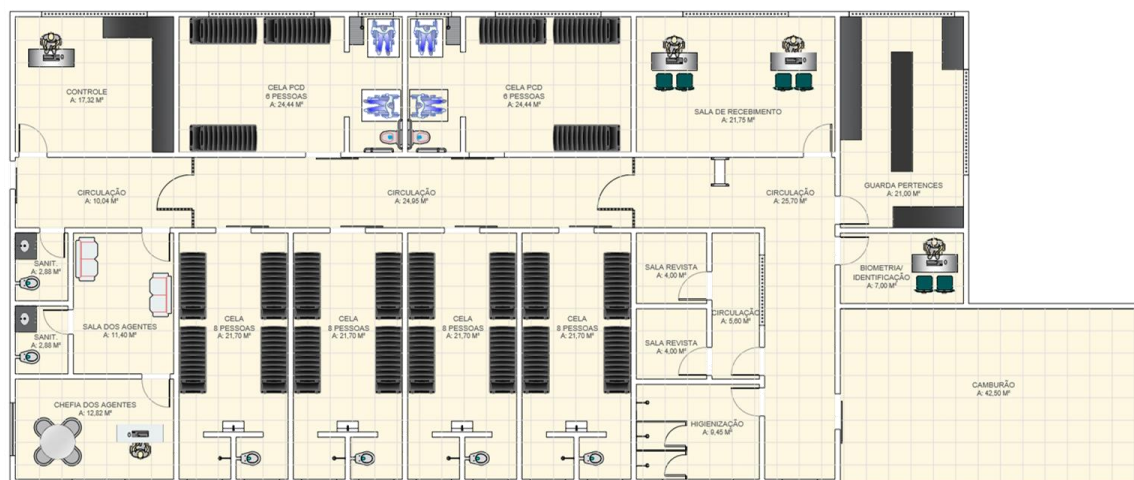 CONTROLE
A: 17,32 M²
CELA PCD
6 PESSOAS
A: 24,44 M²
CELA PCD
6 PESSOAS
A: 24,44 M²
SALA DE RECEBIMENTO
A: 21,75 M²
GUARDA PERTENCES
A: 21,00 M²
CIRCULAÇÃO
A: 10,04 M²
CIRCULAÇÃO
A: 24,95 M²
CIRCULAÇÃO
A: 25,70 M²
SANIT.
A: 2,88 M²
SALA DOS AGENTES
A: 11,40 M²
SANIT.
A: 2,88 M²
CHEFIA DOS AGENTES
A: 12,82 M²
CELA
8 PESSOAS
A: 21,70 M²
CELA
8 PESSOAS
A: 21,70 M²
CELA
8 PESSOAS
A: 21,70 M²
CELA
8 PESSOAS
A: 21,70 M²
SALA REVISTA
A: 4,00 M²
SALA REVISTA
A: 4,00 M²
CIRCULAÇÃO
A: 5,60 M²
HIGIENIZAÇÃO
A: 9,45 M²
BIOMETRIA/
IDENTIFICAÇÃO
A: 7,00 M²
CAMBURÃO
A: 42,50 M²